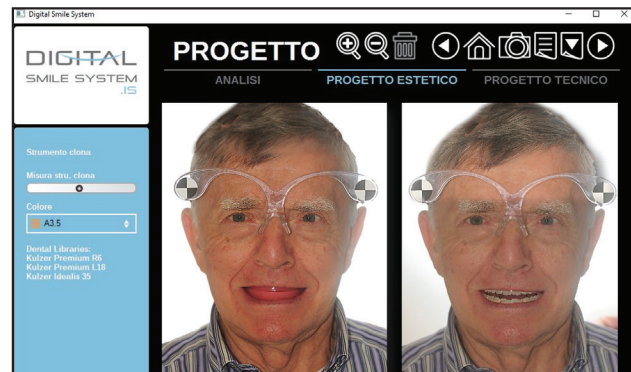 Digital Smile System
DIGITAL
SMILE SYSTEM
.IS
PROGETTO
ANALISI
PROGETTO ESTETICO
PROGETTO TECNICO
Strumento clona
Misura stru. clona
Colore
A3.5
Dental Libraries:
Kulzer Premium R6
Kulzer Premium L18
Kulzer Idealis 35